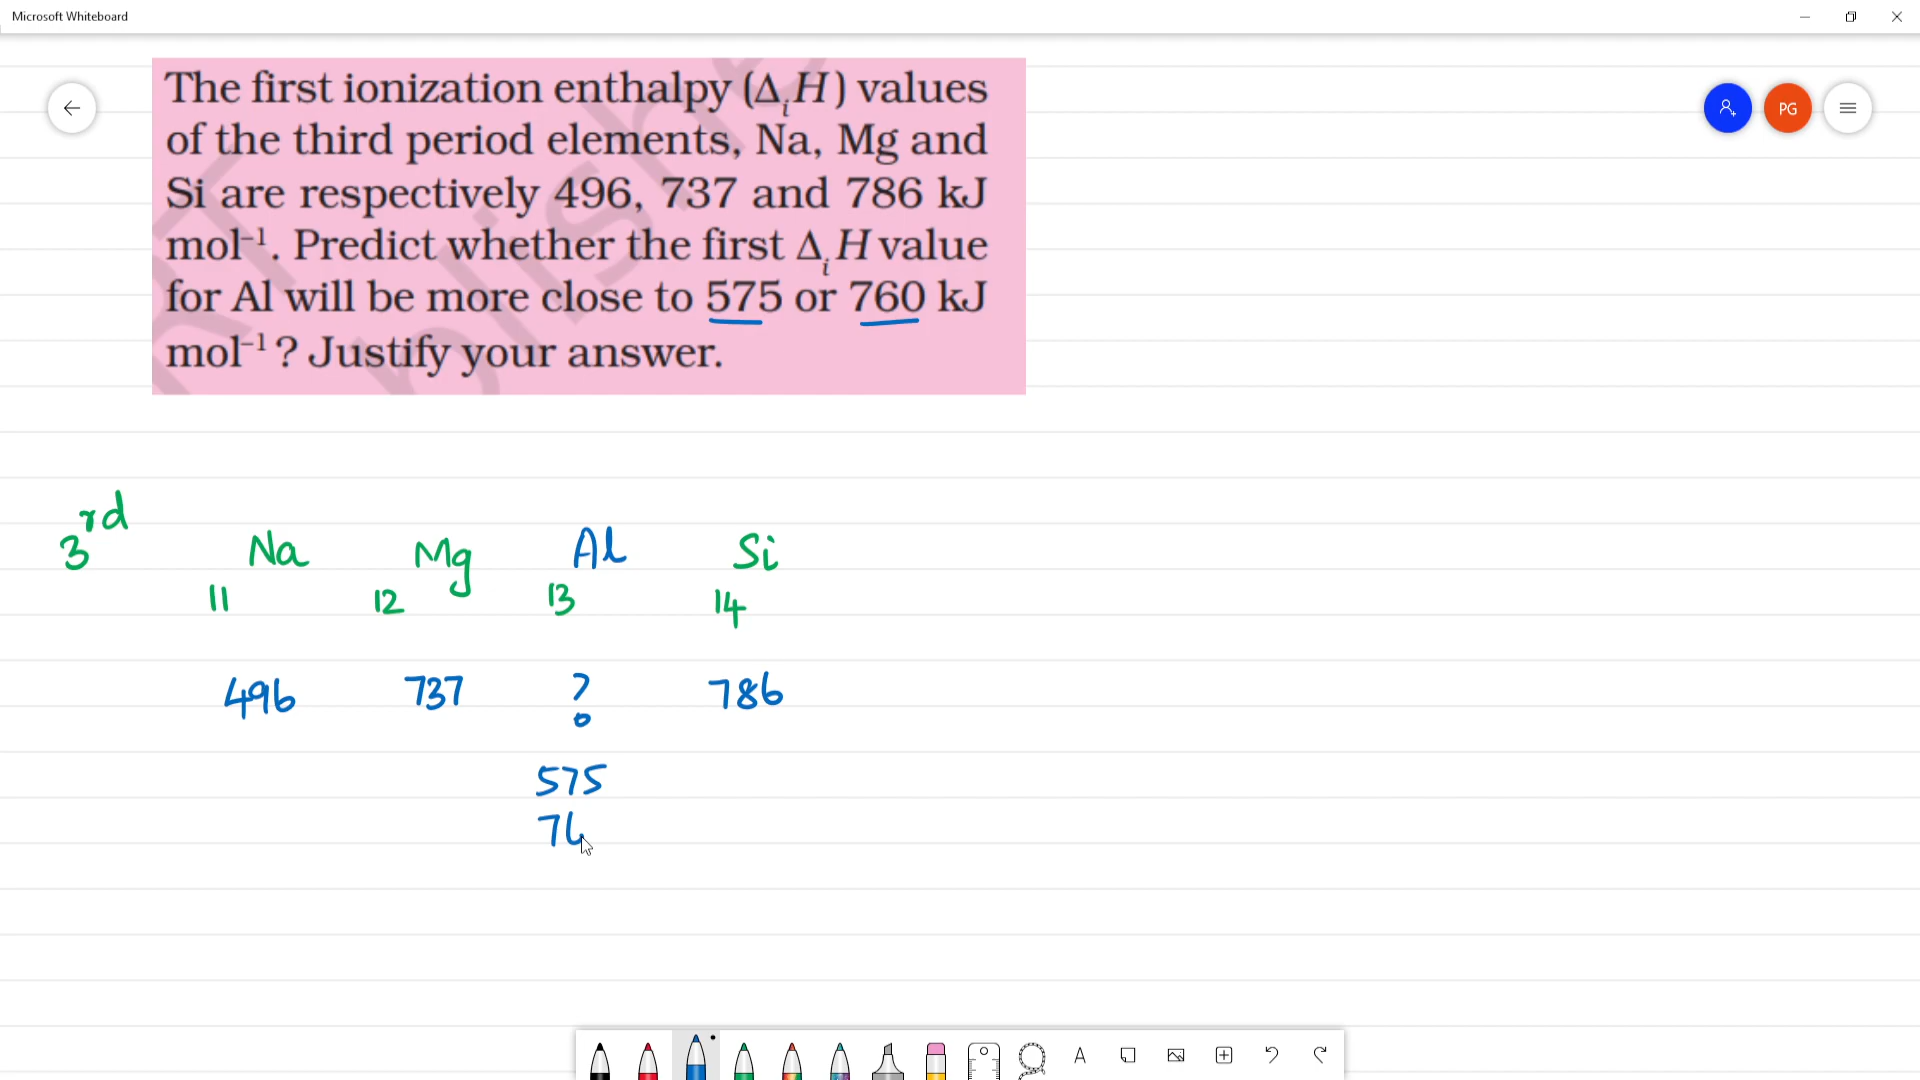 Microsoft Whiteboard
The first ionization enthalpy (ΔᵢH) values
of the third period elements, Na, Mg and
Si are respectively 496, 737 and 786 kJ
mol⁻¹. Predict whether the first ΔᵢH value
for Al will be more close to 575 or 760 kJ
mol⁻¹ ? Justify your answer.
PG
3rd Na Mg Al Si
11 12 13 14
496 737 ? 786
575
A